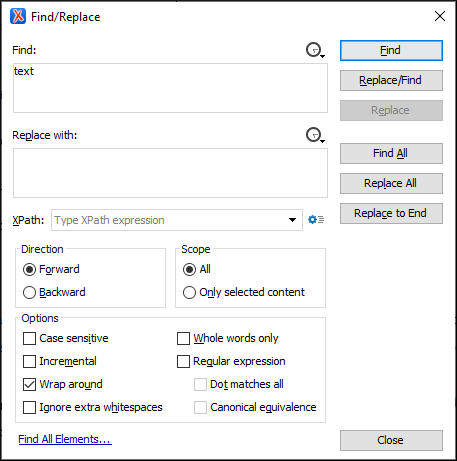 Find/Replace
Find:
text
Find
Replace/Find
Replace
Replace with:
Find All
Replace All
Replace to End
XPath: Type XPath expression
Direction
Forward
Backward
Scope
All
Only selected content
Options
Case sensitive
Whole words only
Incremental
Regular expression
Wrap around
Dot matches all
Ignore extra whitespaces
Canonical equivalence
Find All Elements...
Close